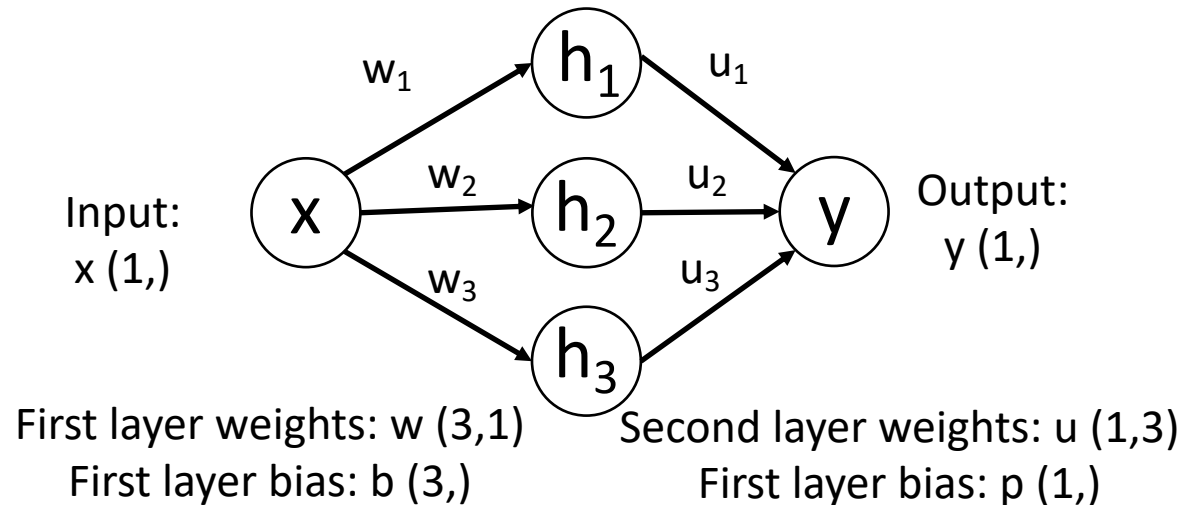 h₁
w₁
u₁
w₂
u₂
Input:
x (1,)
x
h₂
y
Output:
y (1,)
w₃
u₃
h₃
First layer weights: w (3,1)
Second layer weights: u (1,3)
First layer bias: b (3,)
First layer bias: p (1,)